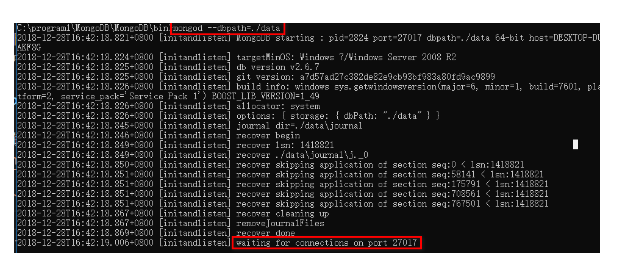 C:\program1\MongoDB\MongoDB\bin>mongod --dbpath=./data
2018-12-28T16:42:18.821+0800 [initandlisten] MongoDB starting : pid=2824 port=27017 dbpath=./data 64-bit host=DESKTOP-DU
AKF3G
2018-12-28T16:42:18.824+0800 [initandlisten] targetMinOS: Windows 7/Windows Server 2008 R2
2018-12-28T16:42:18.825+0800 [initandlisten] db version v2.6.7
2018-12-28T16:42:18.825+0800 [initandlisten] git version: a7d57ad27c382de82e9cb93bf983a80fd9ac9899
2018-12-28T16:42:18.826+0800 [initandlisten] build info: windows sys.getwindowsversion(major=6, minor=1, build=7601, pla
tform=2, service_pack='Service Pack 1') BOOST_LIB_VERSION=1_49
2018-12-28T16:42:18.826+0800 [initandlisten] allocator: system
2018-12-28T16:42:18.826+0800 [initandlisten] options: { storage: { dbPath: "./data" } }
2018-12-28T16:42:18.845+0800 [initandlisten] journal dir=./data\journal
2018-12-28T16:42:18.846+0800 [initandlisten] recover begin
2018-12-28T16:42:18.849+0800 [initandlisten] recover lsn: 1418821
2018-12-28T16:42:18.849+0800 [initandlisten] recover ./data\journal\j._0
2018-12-28T16:42:18.850+0800 [initandlisten] recover skipping application of section seq:0 < lsn:1418821
2018-12-28T16:42:18.851+0800 [initandlisten] recover skipping application of section seq:58141 < lsn:1418821
2018-12-28T16:42:18.851+0800 [initandlisten] recover skipping application of section seq:175791 < lsn:1418821
2018-12-28T16:42:18.851+0800 [initandlisten] recover skipping application of section seq:708561 < lsn:1418821
2018-12-28T16:42:18.851+0800 [initandlisten] recover skipping application of section seq:767501 < lsn:1418821
2018-12-28T16:42:18.867+0800 [initandlisten] recover cleaning up
2018-12-28T16:42:18.867+0800 [initandlisten] removeJournalFiles
2018-12-28T16:42:18.869+0800 [initandlisten] recover done
2018-12-28T16:42:19.006+0800 [initandlisten] waiting for connections on port 27017